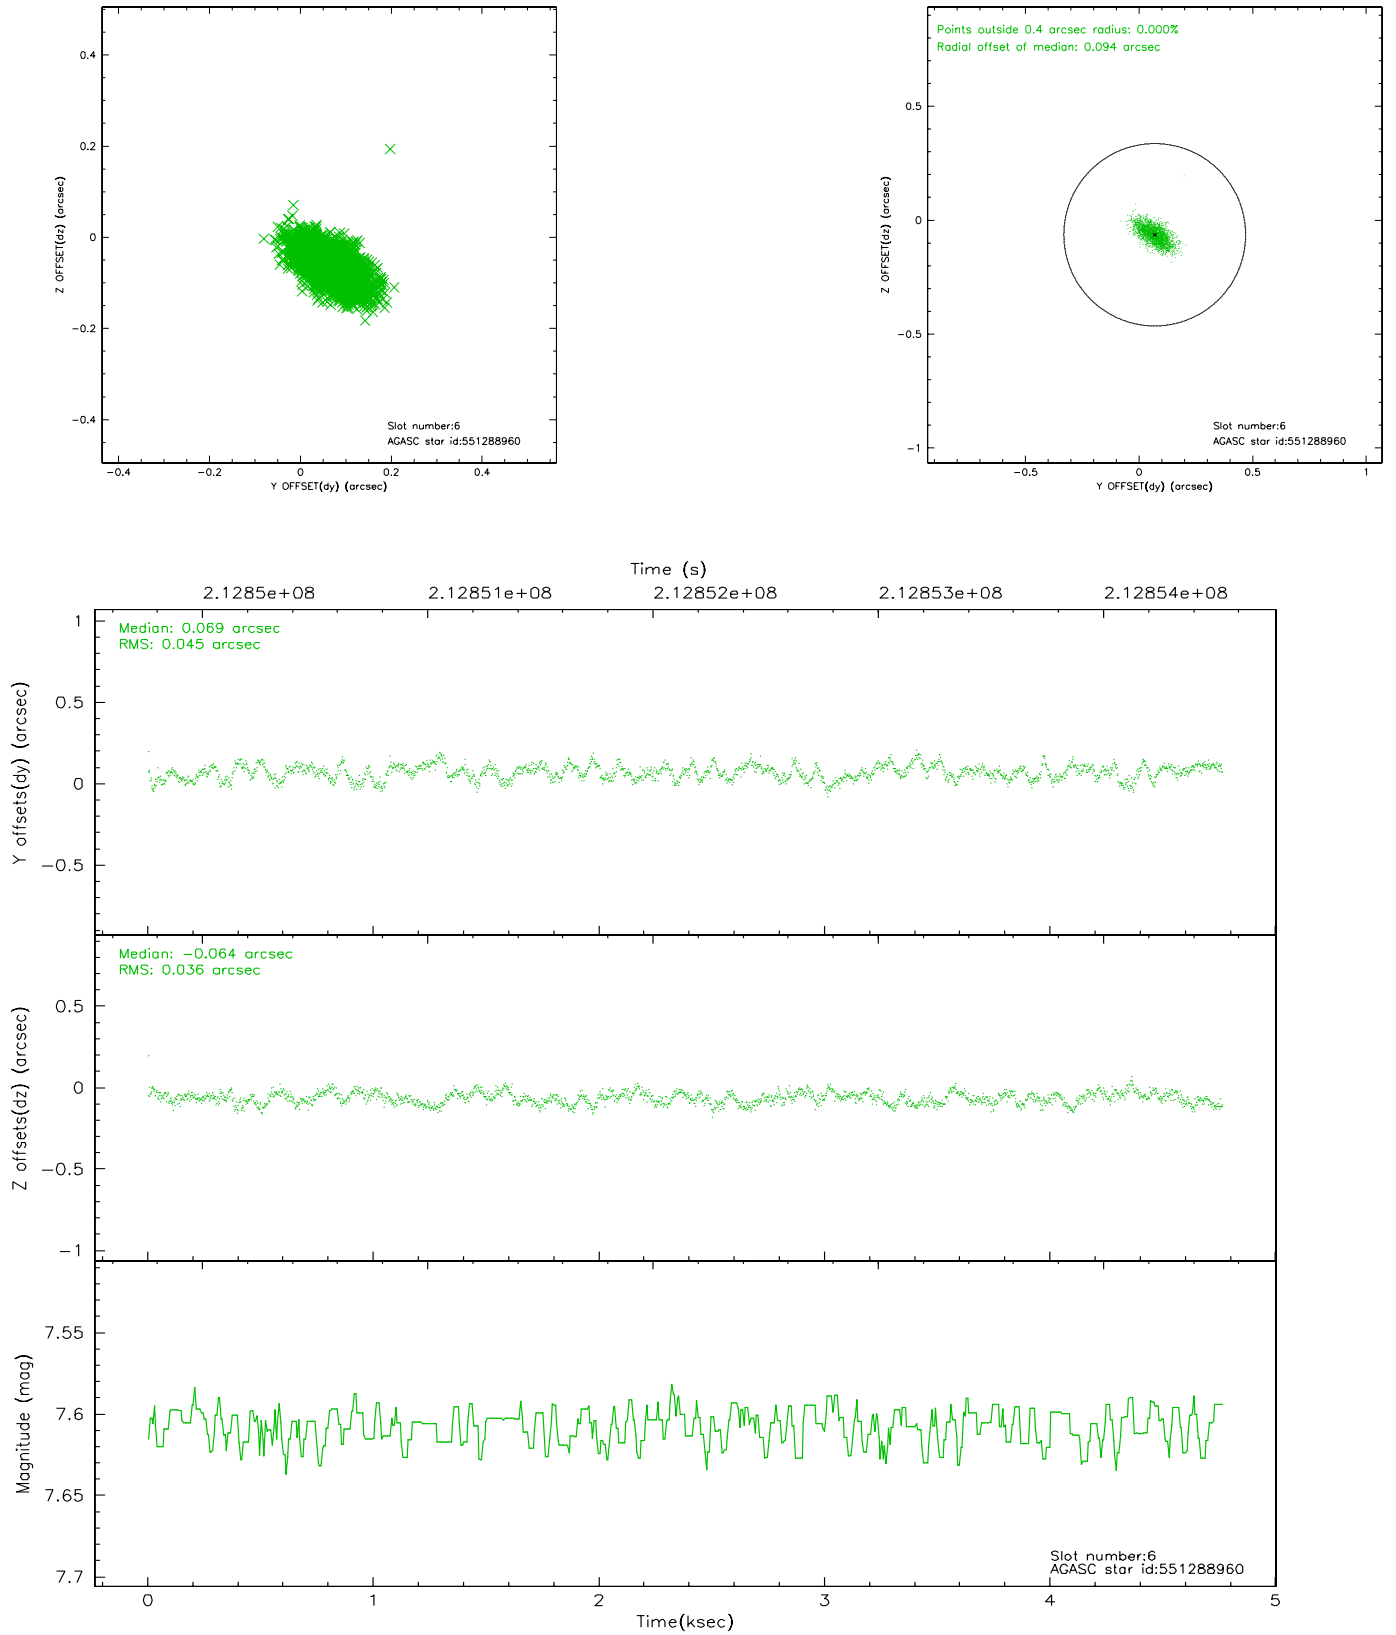 0.4
0.2
0
−0.2
−0.4
Z OFFSET(dz) (arcsec)
Slot number:6
AGASC star id:551288960
−0.4
−0.2
0
0.2
0.4
Y OFFSET(dy) (arcsec)
Points outside 0.4 arcsec radius: 0.000%
Radial offset of median: 0.094 arcsec
0.5
0
−0.5
−1
Z OFFSET(dz) (arcsec)
Slot number:6
AGASC star id:551288960
−0.5
0
0.5
1
Y OFFSET(dy) (arcsec)
Time (s)
2.1285e+08
2.12851e+08
2.12852e+08
2.12853e+08
2.12854e+08
Median: 0.069 arcsec
RMS: 0.045 arcsec
1
0.5
0
−0.5
Y offsets(dy) (arcsec)
Median: −0.064 arcsec
RMS: 0.036 arcsec
0.5
0
−0.5
−1
Z offsets(dz) (arcsec)
7.55
7.6
7.65
7.7
Magnitude (mag)
Slot number:6
AGASC star id:551288960
0
1
2
3
4
5
Time(ksec)